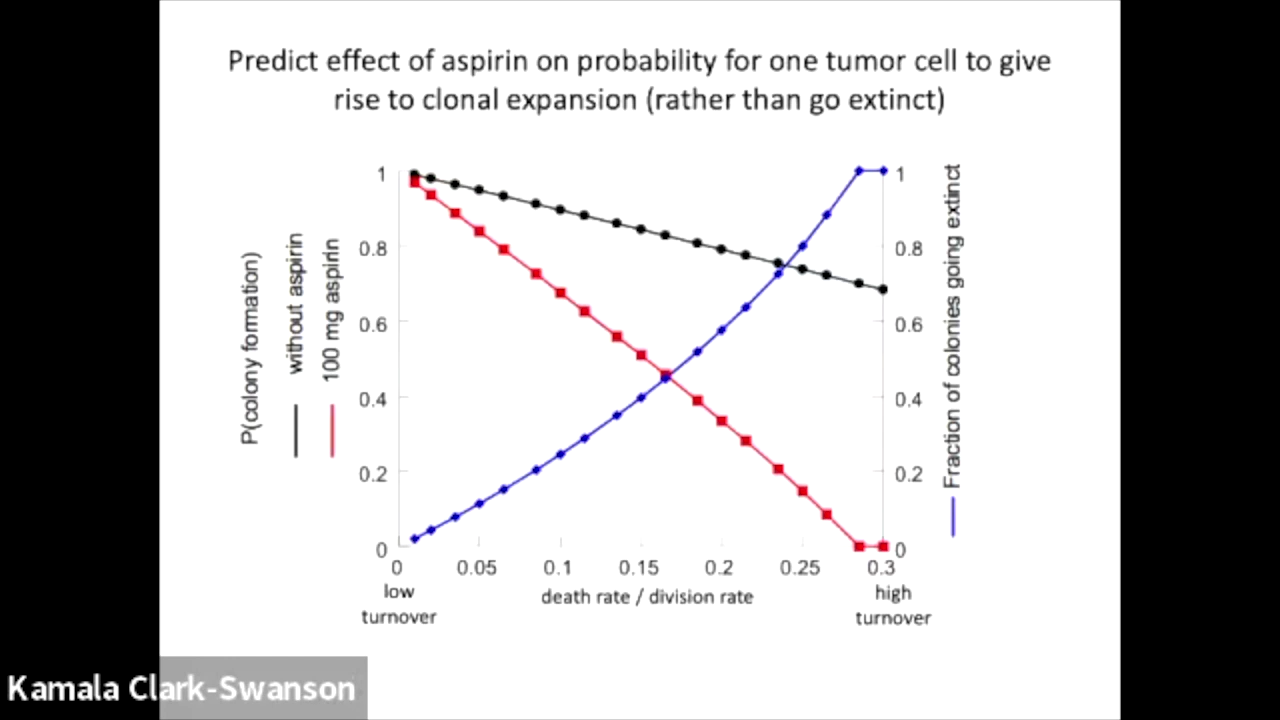 Predict effect of aspirin on probability for one tumor cell to give
rise to clonal expansion (rather than go extinct)
P(colony formation)
without aspirin
100 mg aspirin
1
0.8
0.6
0.4
0.2
0
1
0.8
0.6
0.4
0.2
0
Fraction of colonies going extinct
0 0.05 0.1 0.15 0.2 0.25 0.3
low
turnover
death rate / division rate
high
turnover
Kamala Clark-Swanson